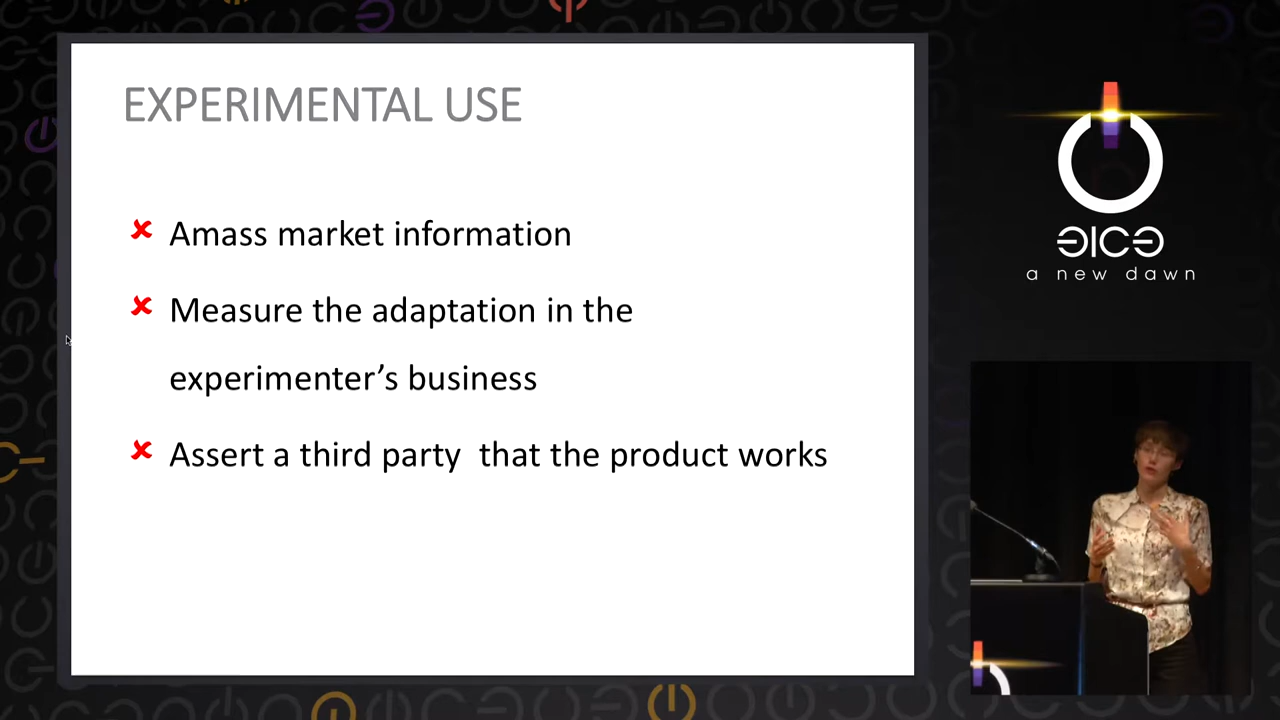 EXPERIMENTAL USE
✘ Amass market information
✘ Measure the adaptation in the
experimenter’s business
✘ Assert a third party  that the product works
ƎICƏ
a new dawn